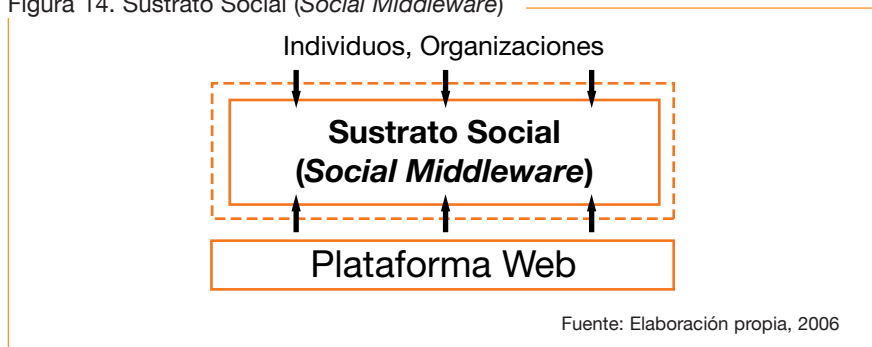 Figura 14. Sustrato Social (Social Middleware)
Individuos, Organizaciones
Sustrato Social
(Social Middleware)
Plataforma Web
Fuente: Elaboración propia, 2006